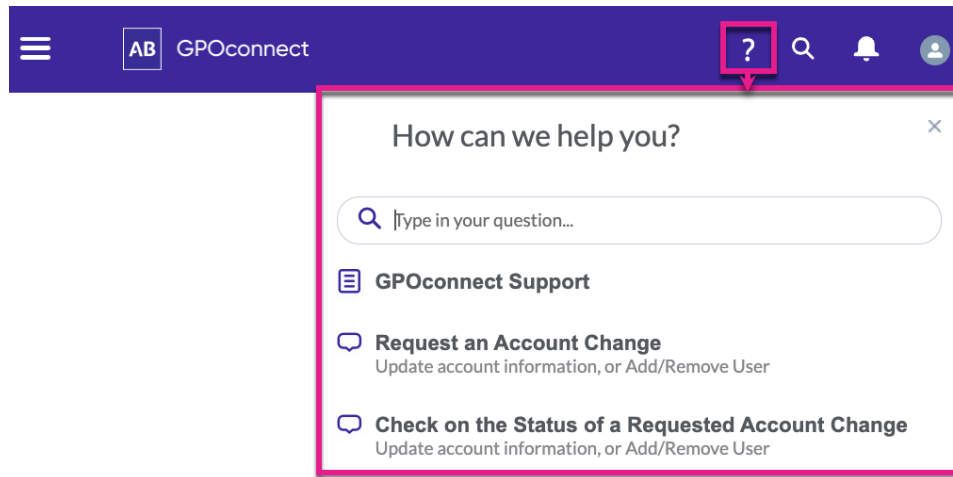 AB GPOconnect ?
How can we help you?
Type in your question...
GPOconnect Support
Request an Account Change
Update account information, or Add/Remove User
Check on the Status of a Requested Account Change
Update account information, or Add/Remove User